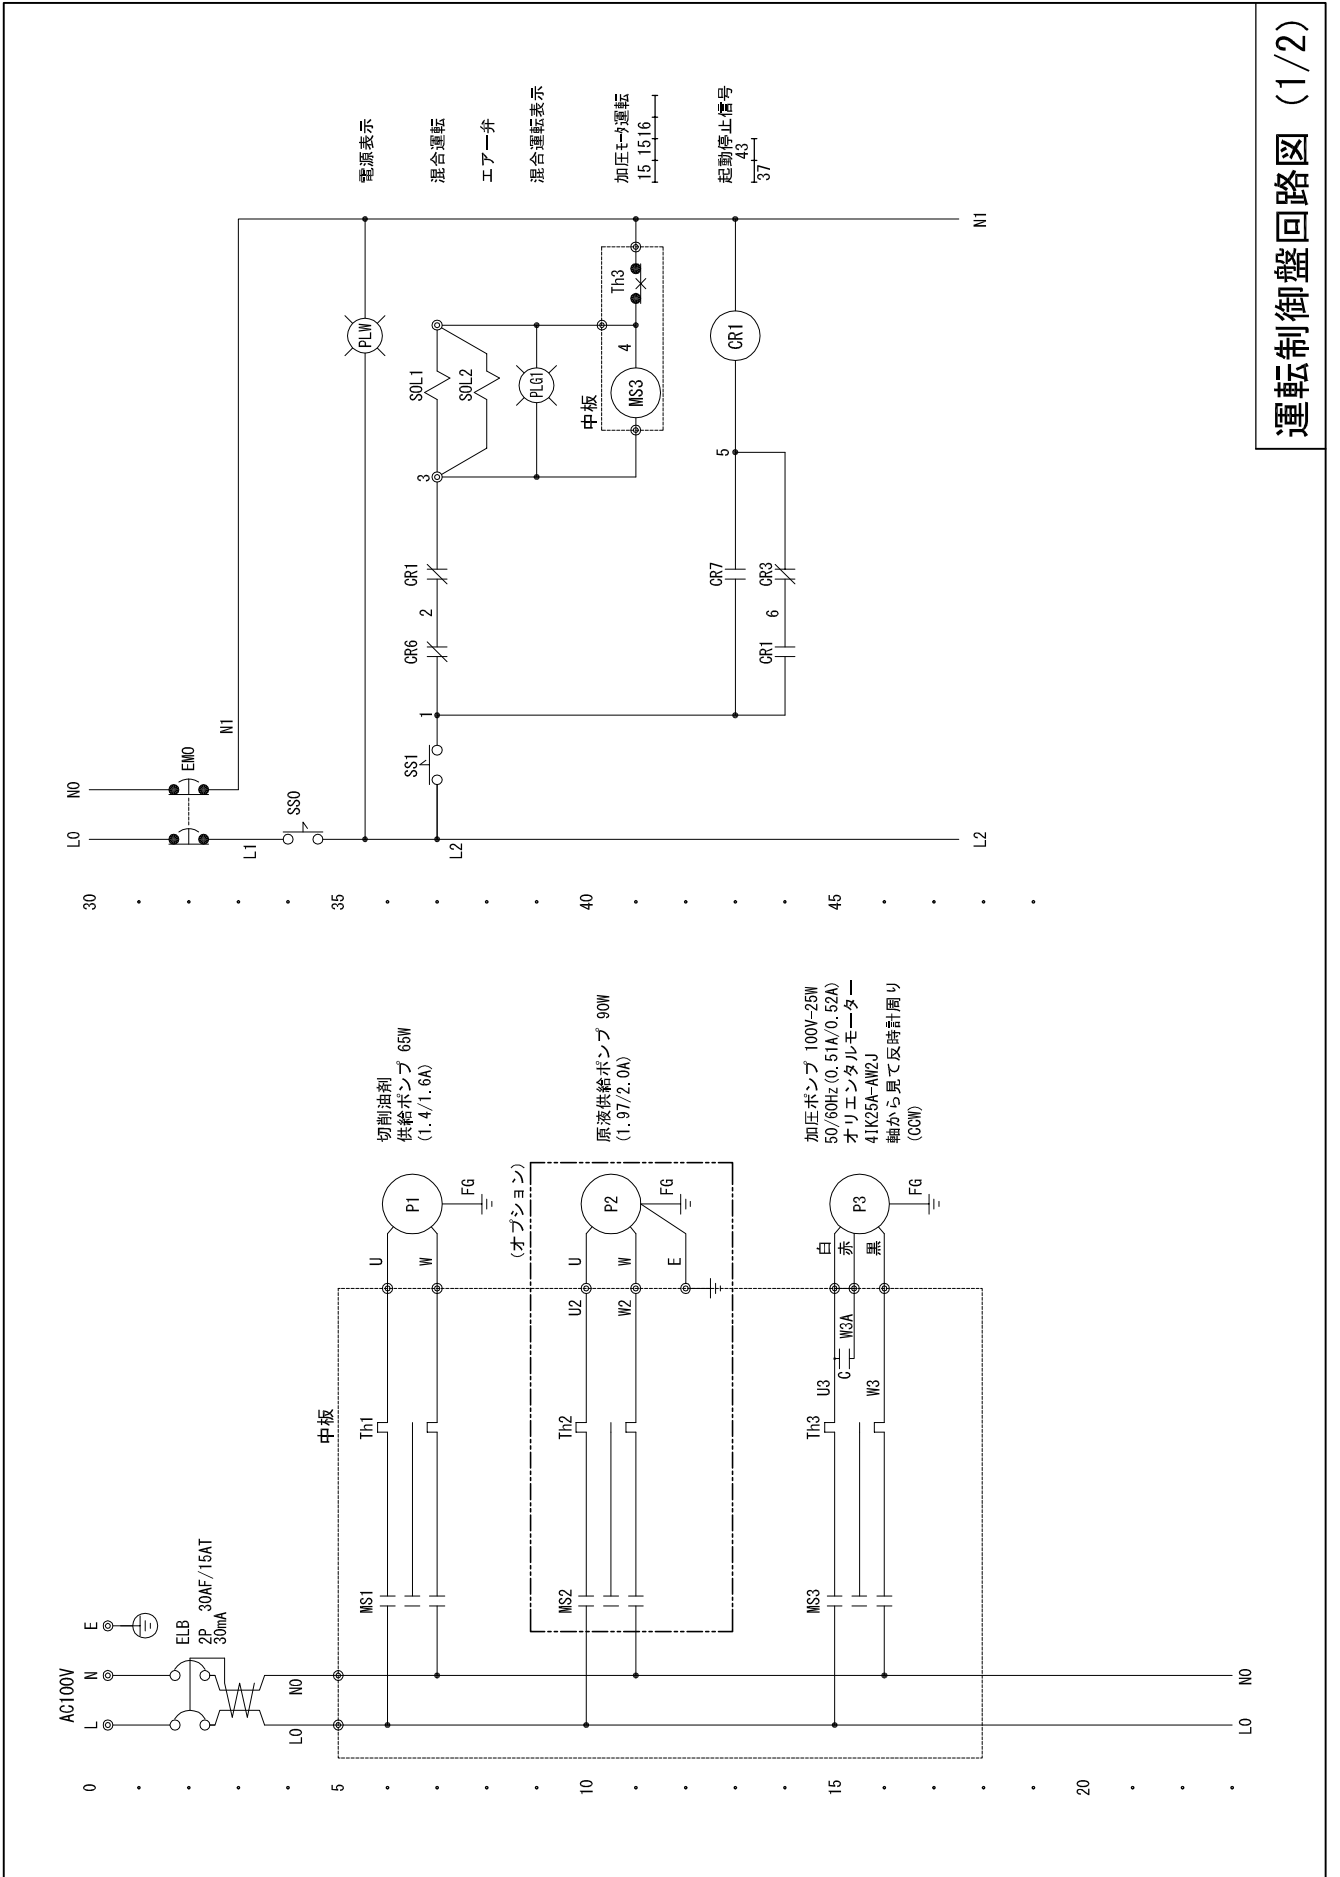 運転制御盤回路図 (1/2)
AC100V
L
N
E
ELB
2P 30AF/15AT
30mA
L0
N0
中板
0
5
10
15
20
MS1
Th1
U
W
P1
FG
切削油剤
供給ポンプ 65W
(1.4/1.6A)
(オプション)
MS2
Th2
U2
W2
U
W
E
P2
FG
原液供給ポンプ 90W
(1.97/2.0A)
MS3
Th3
U3
W3
C
W3A
白
赤
黒
P3
FG
加圧ポンプ 100V-25W
50/60Hz(0.51A/0.52A)
オリエンタルモーター
4IK25A-AW2J
軸から見て反時計周り
(CCW)
L0
N0
30
35
40
45
L0
N0
EMO
L1
N1
SS0
PLW
電源表示
L2
SS1
1
CR6
2
CR1
3
SOL1
混合運転
SOL2
エアー弁
PLG1
混合運転表示
中板
MS3
4
Th3
加圧モータ運転
15 15 16
CR7
5
CR1
起動停止信号
43
37
CR1
6
CR3
L2
N1